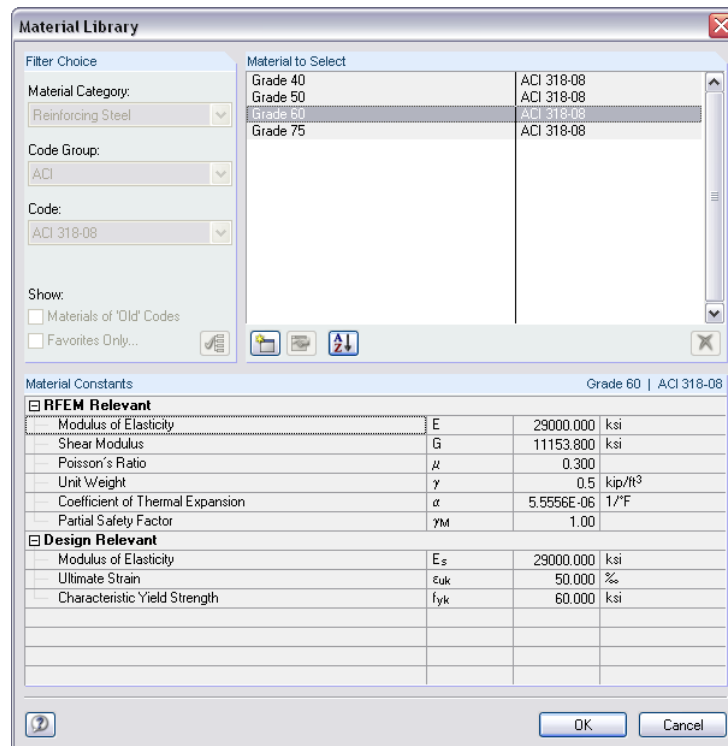 Material Library
Filter Choice
Material Category:
Reinforcing Steel
Code Group:
ACI
Code:
ACI 318-08
Show:
Materials of 'Old' Codes
Favorites Only...
Material to Select
Grade 40 ACI 318-08
Grade 50 ACI 318-08
Grade 60 ACI 318-08
Grade 75 ACI 318-08
Material Constants Grade 60 | ACI 318-08
RFEM Relevant
Modulus of Elasticity E 29000.000 ksi
Shear Modulus G 11153.800 ksi
Poisson´s Ratio μ 0.300
Unit Weight γ 0.5 kip/ft³
Coefficient of Thermal Expansion α 5.5556E-06 1/°F
Partial Safety Factor γM 1.00
Design Relevant
Modulus of Elasticity Es 29000.000 ksi
Ultimate Strain εuk 50.000 ‰
Characteristic Yield Strength fyk 60.000 ksi
OK Cancel